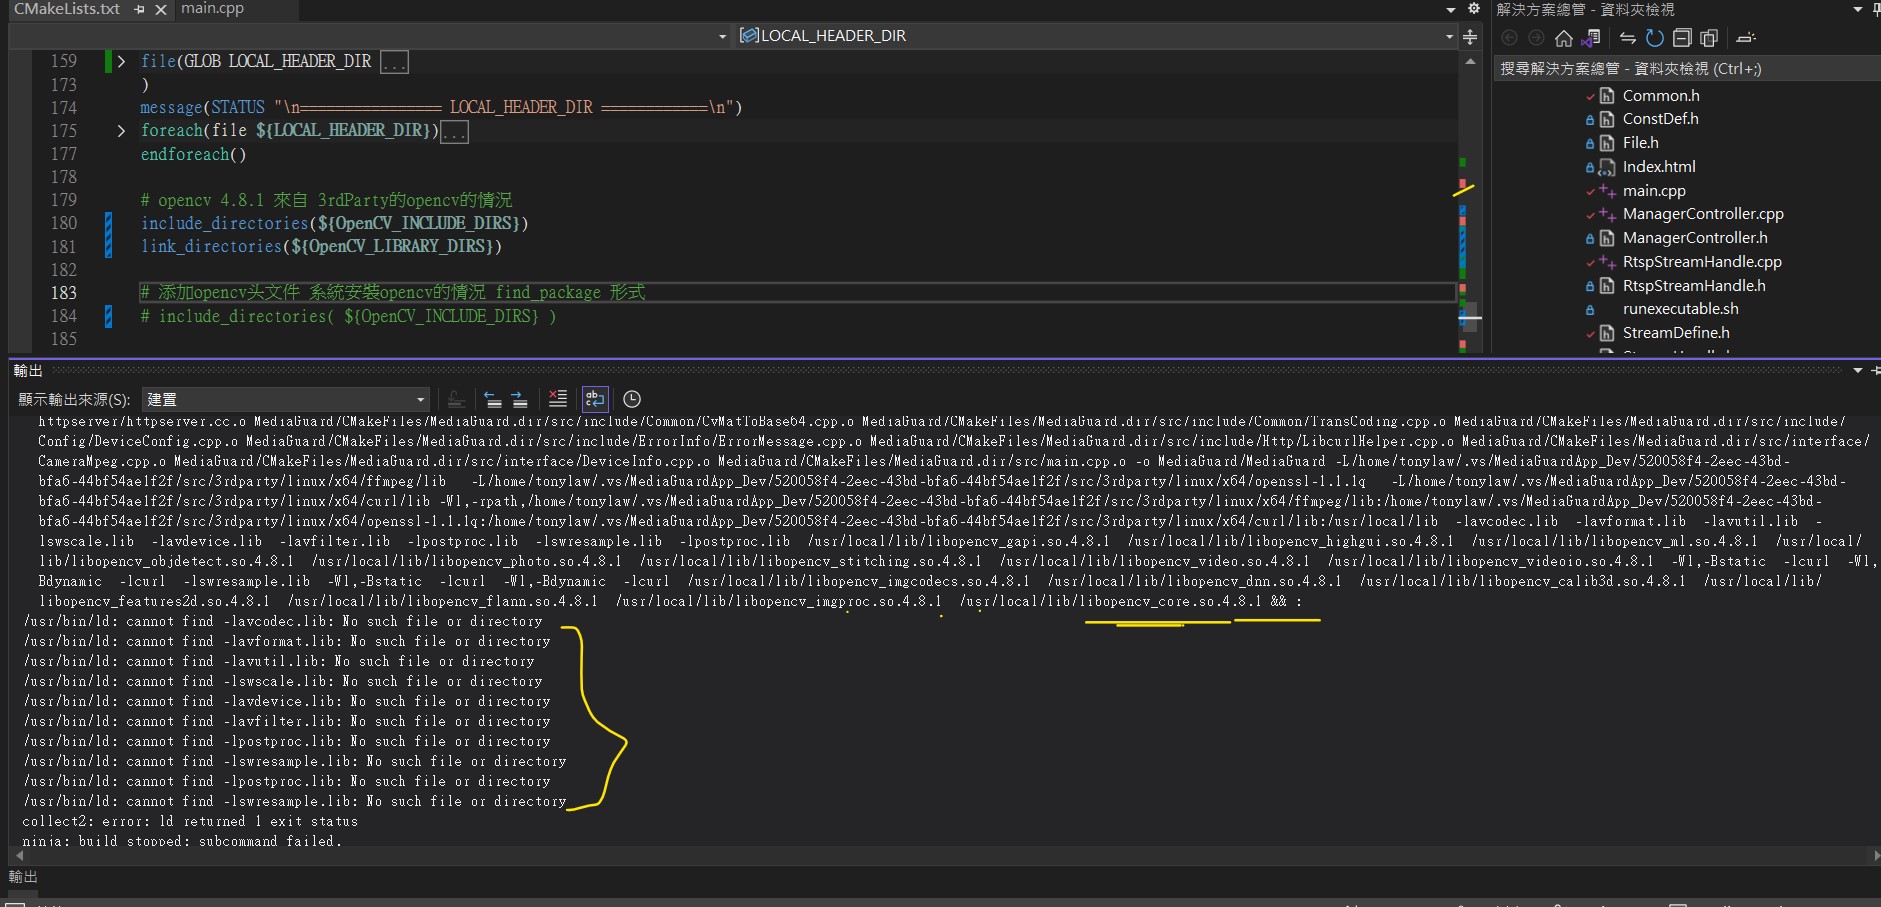 CMakeLists.txt
main.cpp
LOCAL_HEADER_DIR
159 file(GLOB LOCAL_HEADER_DIR ...
173 )
174 message(STATUS "\n================ LOCAL_HEADER_DIR ============\n")
175 foreach(file ${LOCAL_HEADER_DIR})...
177 endforeach()
178
179 # opencv 4.8.1 來自 3rdParty的opencv的情況
180 include_directories(${OpenCV_INCLUDE_DIRS})
181 link_directories(${OpenCV_LIBRARY_DIRS})
182
183 # 添加opencv头文件 系統安裝opencv的情況 find_package 形式
184 # include_directories( ${OpenCV_INCLUDE_DIRS} )
185
解決方案總管 - 資料夾檢視
搜尋解決方案總管 - 資料夾檢視 (Ctrl+;)
Common.h
ConstDef.h
File.h
Index.html
main.cpp
ManagerController.cpp
ManagerController.h
RtspStreamHandle.cpp
RtspStreamHandle.h
runexecutable.sh
StreamDefine.h
輸出
顯示輸出來源(S): 建置
httpserver/httpserver.cc.o MediaGuard/CMakeFiles/MediaGuard.dir/src/include/Common/CvMatToBase64.cpp.o MediaGuard/CMakeFiles/MediaGuard.dir/src/include/Common/TransCoding.cpp.o MediaGuard/CMakeFiles/MediaGuard.dir/src/include/
Config/DeviceConfig.cpp.o MediaGuard/CMakeFiles/MediaGuard.dir/src/include/ErrorInfo/ErrorMessage.cpp.o MediaGuard/CMakeFiles/MediaGuard.dir/src/include/Http/LibcurlHelper.cpp.o MediaGuard/CMakeFiles/MediaGuard.dir/src/interface/
CameraMpeg.cpp.o MediaGuard/CMakeFiles/MediaGuard.dir/src/interface/DeviceInfo.cpp.o MediaGuard/CMakeFiles/MediaGuard.dir/src/main.cpp.o -o MediaGuard/MediaGuard -L/home/tonylaw/.vs/MediaGuardApp_Dev/520058f4-2eec-43bd-
bfa6-44bf54ae1f2f/src/3rdparty/linux/x64/ffmpeg/lib -L/home/tonylaw/.vs/MediaGuardApp_Dev/520058f4-2eec-43bd-bfa6-44bf54ae1f2f/src/3rdparty/linux/x64/openssl-1.1.1q -L/home/tonylaw/.vs/MediaGuardApp_Dev/520058f4-2eec-43bd-
bfa6-44bf54ae1f2f/src/3rdparty/linux/x64/curl/lib -Wl,-rpath,/home/tonylaw/.vs/MediaGuardApp_Dev/520058f4-2eec-43bd-bfa6-44bf54ae1f2f/src/3rdparty/linux/x64/ffmpeg/lib:/home/tonylaw/.vs/MediaGuardApp_Dev/520058f4-2eec-43bd-
bfa6-44bf54ae1f2f/src/3rdparty/linux/x64/openssl-1.1.1q:/home/tonylaw/.vs/MediaGuardApp_Dev/520058f4-2eec-43bd-bfa6-44bf54ae1f2f/src/3rdparty/linux/x64/curl/lib:/usr/local/lib -lavcodec.lib -lavformat.lib -lavutil.lib -
lswscale.lib -lavdevice.lib -lavfilter.lib -lpostproc.lib -lswresample.lib -lpostproc.lib /usr/local/lib/libopencv_gapi.so.4.8.1 /usr/local/lib/libopencv_highgui.so.4.8.1 /usr/local/lib/libopencv_ml.so.4.8.1 /usr/local/
lib/libopencv_objdetect.so.4.8.1 /usr/local/lib/libopencv_photo.so.4.8.1 /usr/local/lib/libopencv_stitching.so.4.8.1 /usr/local/lib/libopencv_video.so.4.8.1 /usr/local/lib/libopencv_videoio.so.4.8.1 -Wl,-Bstatic -lcurl -Wl,-
Bdynamic -lcurl -lswresample.lib -Wl,-Bstatic -lcurl -Wl,-Bdynamic -lcurl /usr/local/lib/libopencv_imgcodecs.so.4.8.1 /usr/local/lib/libopencv_dnn.so.4.8.1 /usr/local/lib/libopencv_calib3d.so.4.8.1 /usr/local/lib/
libopencv_features2d.so.4.8.1 /usr/local/lib/libopencv_flann.so.4.8.1 /usr/local/lib/libopencv_imgproc.so.4.8.1 /usr/local/lib/libopencv_core.so.4.8.1 && :
/usr/bin/ld: cannot find -lavcodec.lib: No such file or directory
/usr/bin/ld: cannot find -lavformat.lib: No such file or directory
/usr/bin/ld: cannot find -lavutil.lib: No such file or directory
/usr/bin/ld: cannot find -lswscale.lib: No such file or directory
/usr/bin/ld: cannot find -lavdevice.lib: No such file or directory
/usr/bin/ld: cannot find -lavfilter.lib: No such file or directory
/usr/bin/ld: cannot find -lpostproc.lib: No such file or directory
/usr/bin/ld: cannot find -lswresample.lib: No such file or directory
/usr/bin/ld: cannot find -lpostproc.lib: No such file or directory
/usr/bin/ld: cannot find -lswresample.lib: No such file or directory
collect2: error: ld returned 1 exit status
ninja: build stopped: subcommand failed.
輸出